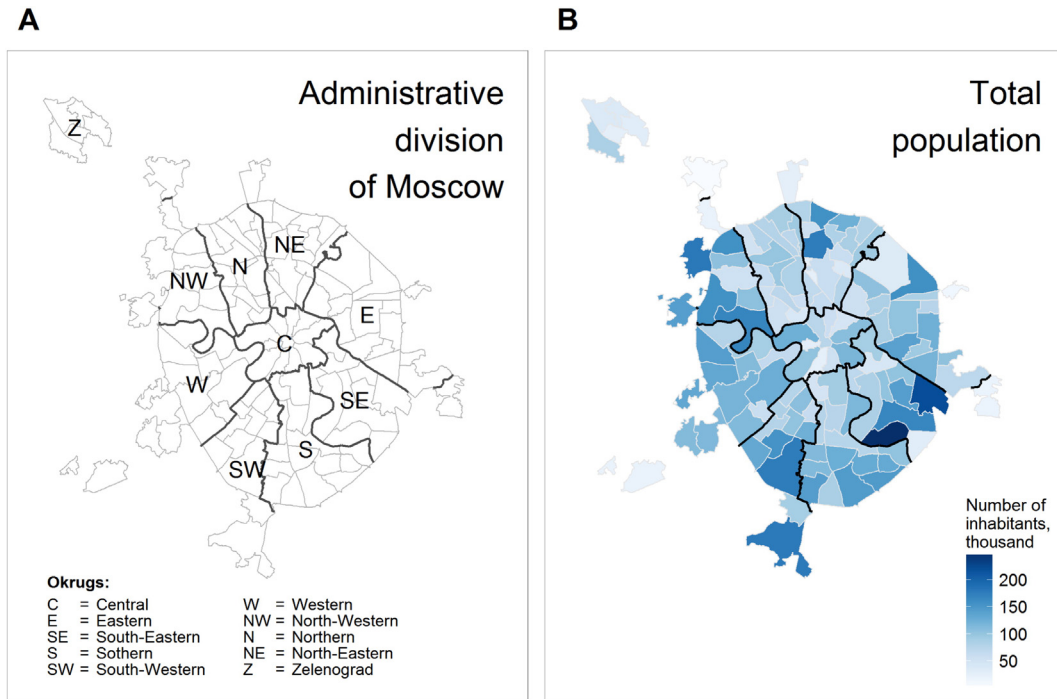 A
Administrative
division
of Moscow
Z
NE
N
NW
E
C
W
SE
S
SW
Okrugs:
C = Central
E = Eastern
SE = South-Eastern
S = Sothern
SW = South-Western
W = Western
NW = North-Western
N = Northern
NE = North-Eastern
Z = Zelenograd
B
Total
population
Number of
inhabitants,
thousand
200
150
100
50